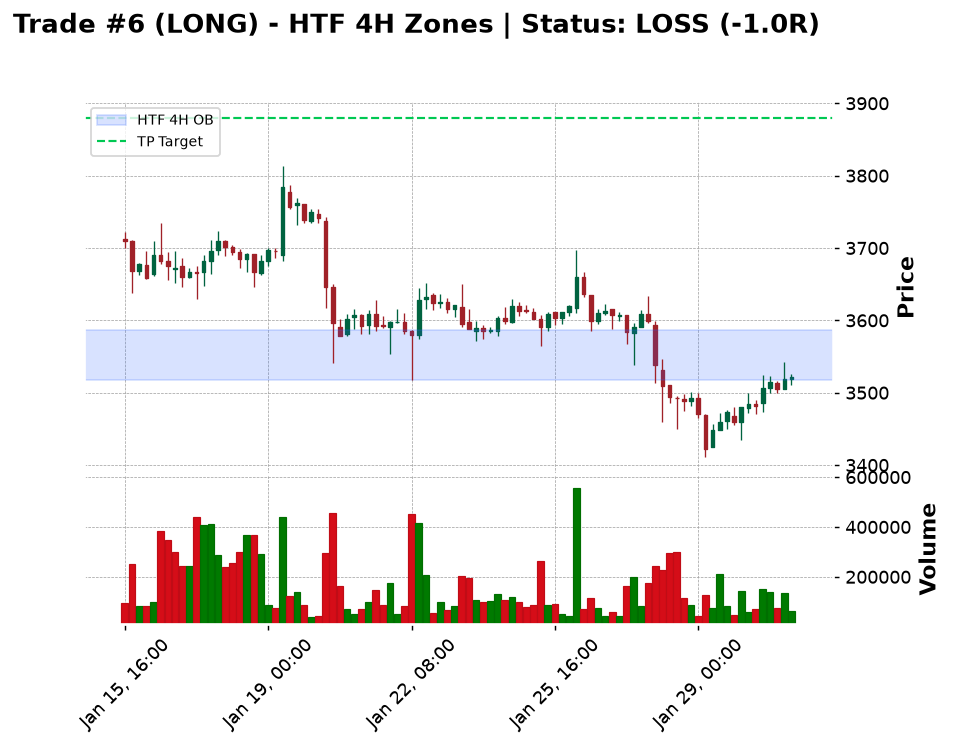 Trade #6 (LONG) - HTF 4H Zones | Status: LOSS (-1.0R)
HTF 4H OB
TP Target
3900
3800
3700
3600
3500
3400
Price
600000
400000
200000
Volume
Jan 15, 16:00
Jan 19, 00:00
Jan 22, 08:00
Jan 25, 16:00
Jan 29, 00:00